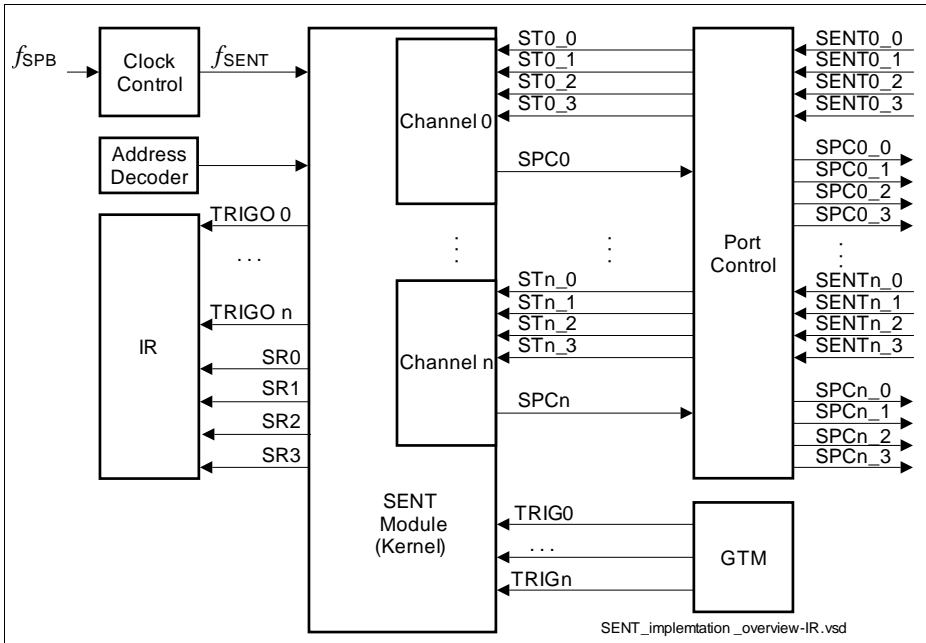 fSPB
Clock
Control
fSENT
Address
Decoder
TRIGO 0
...
TRIGO n
IR
SR0
SR1
SR2
SR3
Channel 0
...
Channel n
SENT
Module
(Kernel)
ST0_0
ST0_1
ST0_2
ST0_3
SPC0
...
STn_0
STn_1
STn_2
STn_3
SPCn
TRIG0
...
TRIGn
Port
Control
GTM
SENT0_0
SENT0_1
SENT0_2
SENT0_3
SPC0_0
SPC0_1
SPC0_2
SPC0_3
...
SENTn_0
SENTn_1
SENTn_2
SENTn_3
SPCn_0
SPCn_1
SPCn_2
SPCn_3
SENT_implemtation _overview-IR.vsd